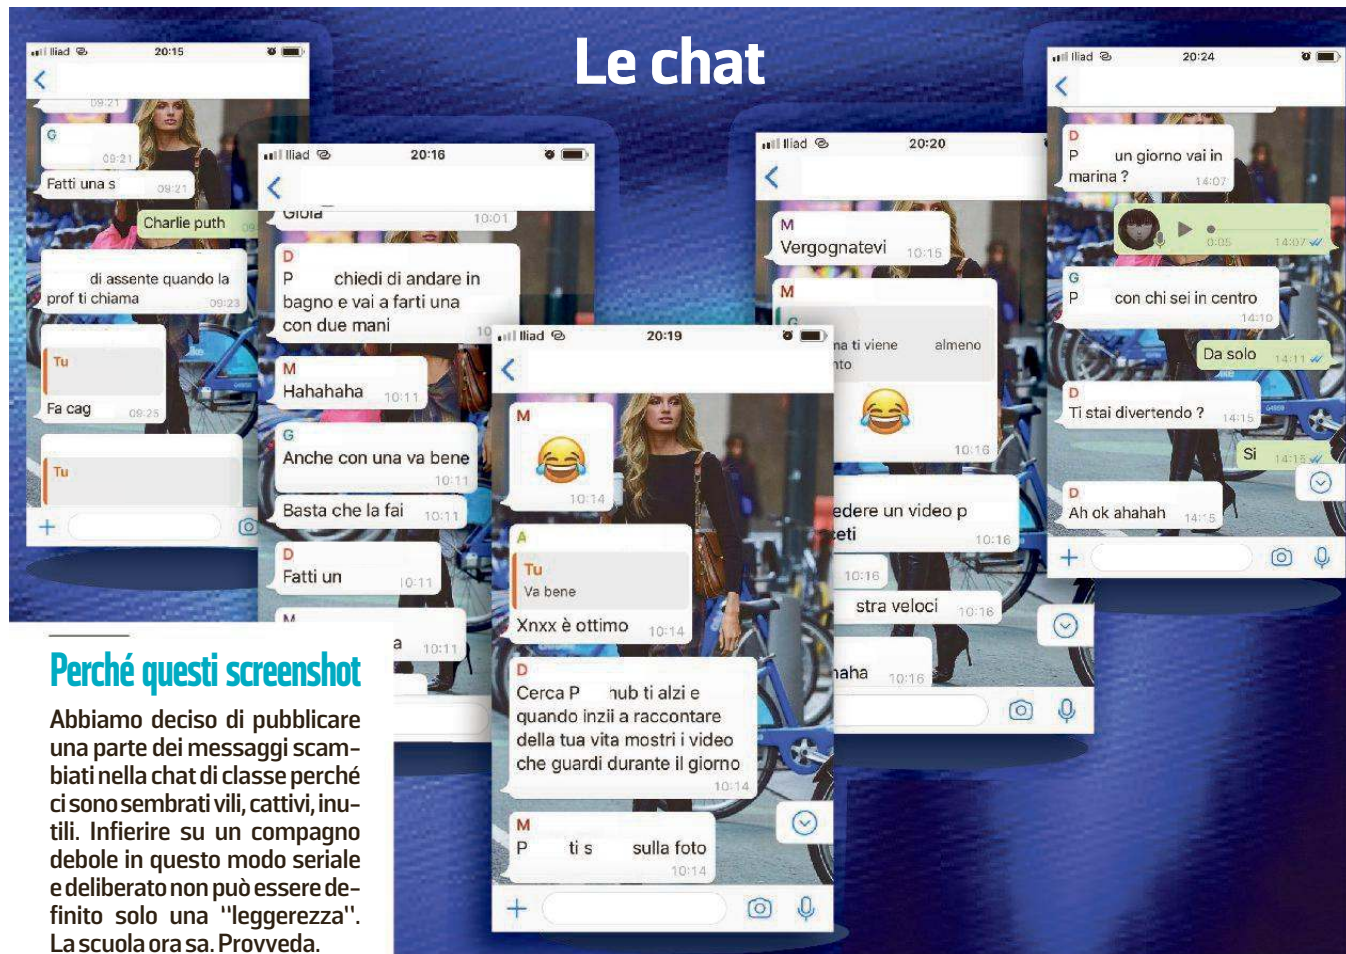 Le chat
Iliad 20:15
09:21
G
09:21
Fatti una s 09:21
Charlie puth
di assente quando la
prof ti chiama 09:23
Tu
Fa cag 09:25
Tu
Iliad 20:16
Gioia 10:01
D
P chiedi di andare in
bagno e vai a farti una
con due mani
M
Hahahaha 10:11
G
Anche con una va bene
10:11
Basta che la fai 10:11
D
Fatti un 10:11
M
a 10:11
Iliad 20:19
M
😂
10:14
A
Tu
Va bene
Xnxx è ottimo 10:14
D
Cerca P hub ti alzi e
quando inzii a raccontare
della tua vita mostri i video
che guardi durante il giorno
10:14
M
P ti s sulla foto
10:14
Iliad 20:20
M
Vergognatevi 10:15
M
G
ma ti viene almeno
nto
😂
10:16
edere un video p
ceti 10:16
10:16
stra veloci 10:16
haha 10:16
Iliad 20:24
D
P un giorno vai in
marina ? 14:07
0:05 14:07
G
P con chi sei in centro
14:10
Da solo 14:11
D
Ti stai divertendo ? 14:15
Si 14:15
D
Ah ok ahahah 14:15
Perché questi screenshot
Abbiamo deciso di pubblicare
una parte dei messaggi scam-
biati nella chat di classe perché
ci sono sembrati vili, cattivi, inu-
tili. Infierire su un compagno
debole in questo modo seriale
e deliberato non può essere de-
finito solo una "leggerezza".
La scuola ora sa. Provveda.